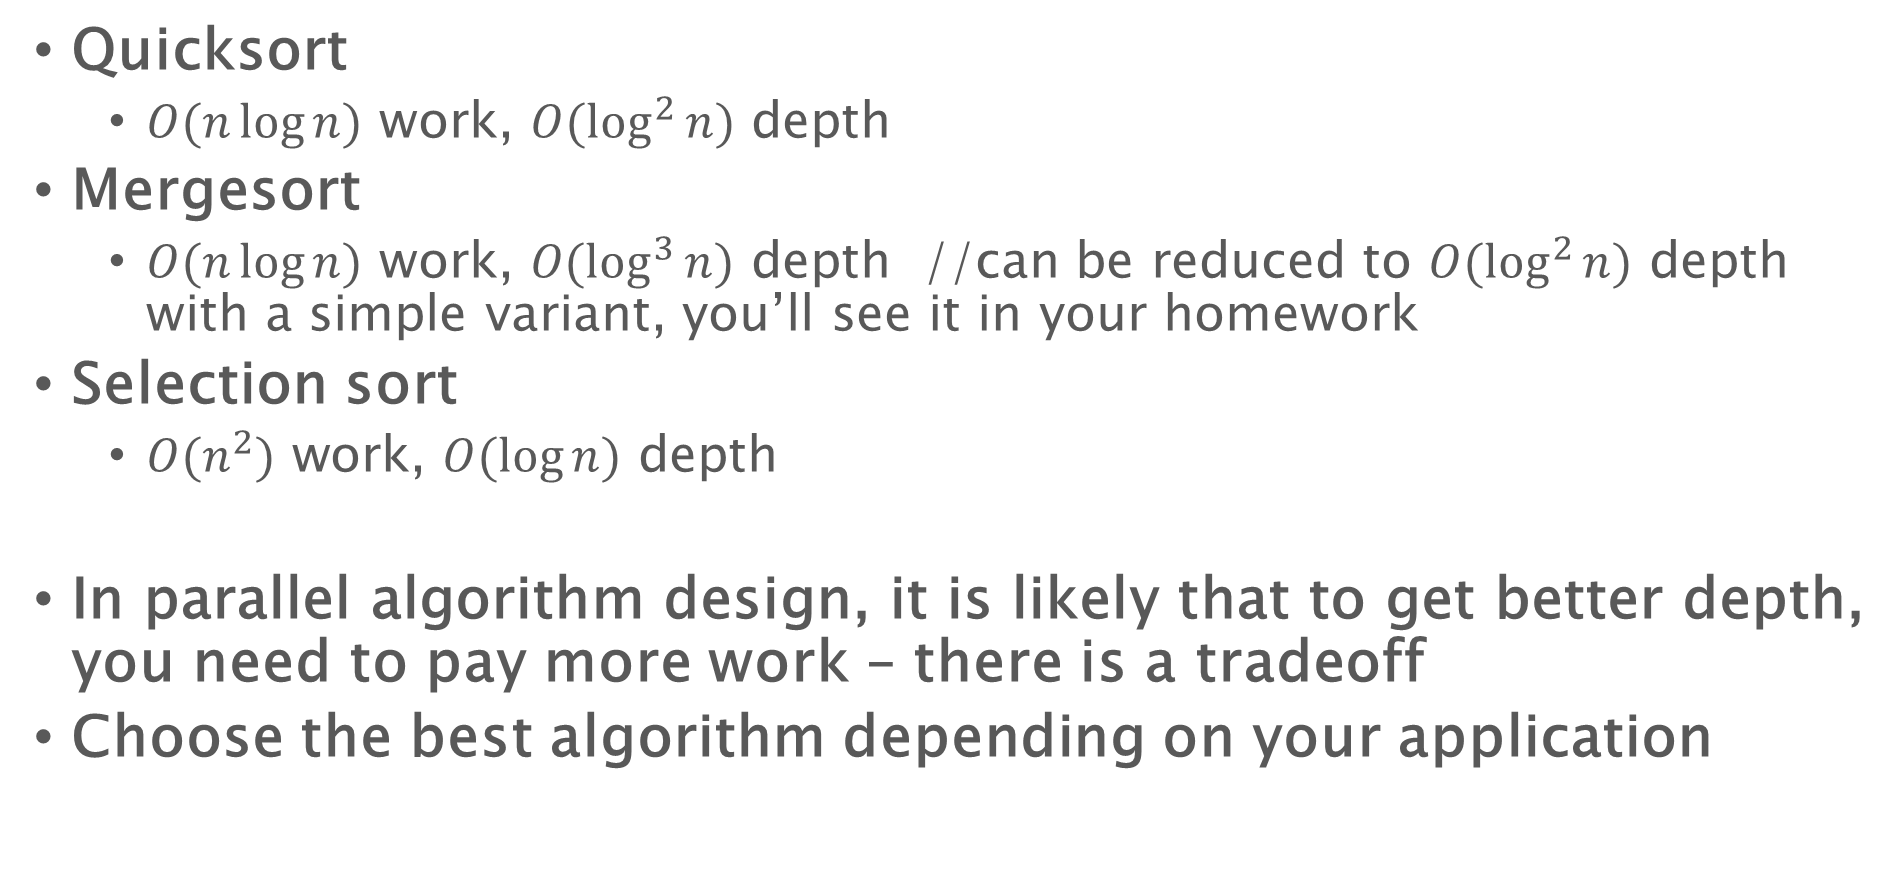 • Quicksort
• O(n log n) work, O(log² n) depth
• Mergesort
• O(n log n) work, O(log³ n) depth //can be reduced to O(log² n) depth
with a simple variant, you’ll see it in your homework
• Selection sort
• O(n²) work, O(log n) depth
• In parallel algorithm design, it is likely that to get better depth,
you need to pay more work – there is a tradeoff
• Choose the best algorithm depending on your application